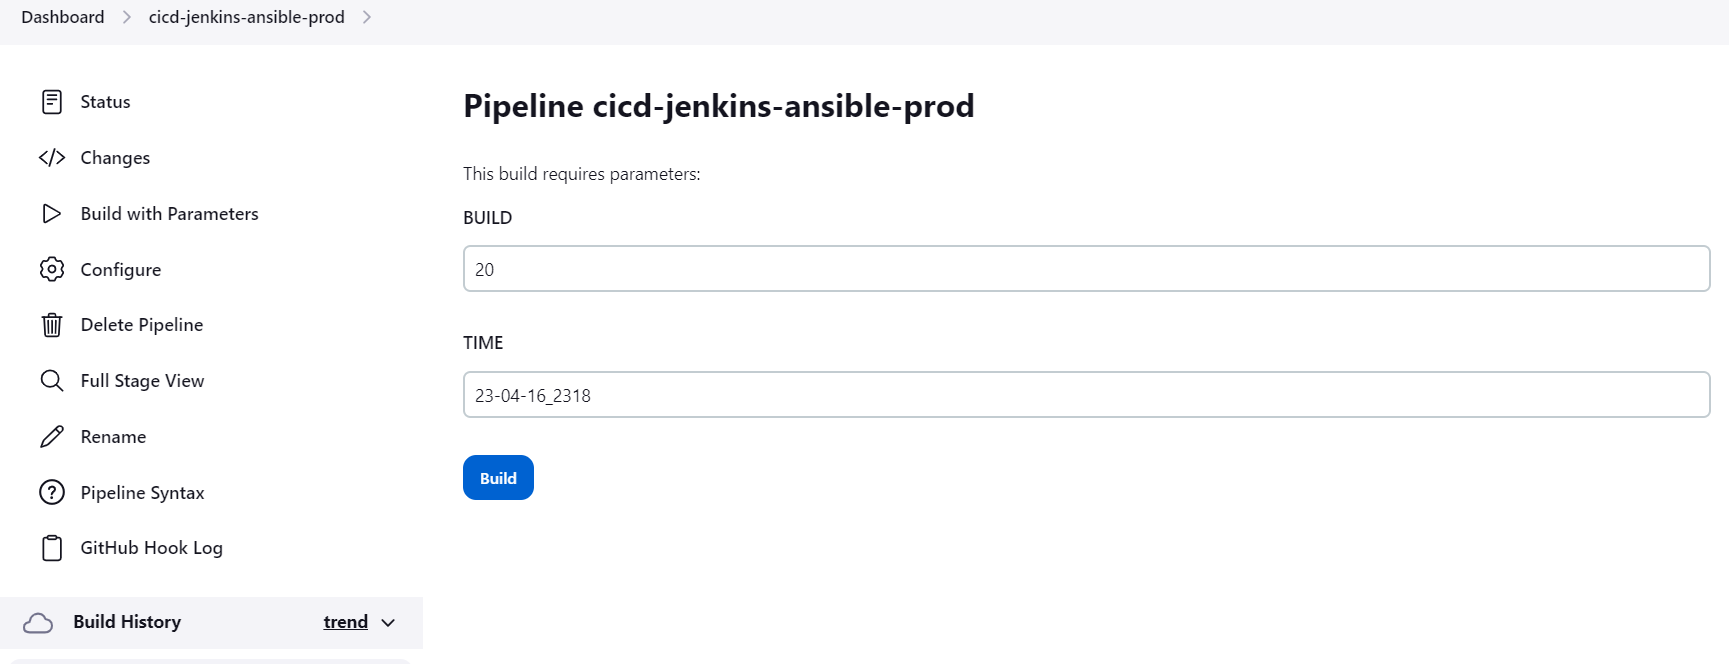 Dashboard
cicd-jenkins-ansible-prod
Status
Changes
Build with Parameters
Configure
Delete Pipeline
Full Stage View
Rename
Pipeline Syntax
GitHub Hook Log
Build History
trend
Pipeline cicd-jenkins-ansible-prod
This build requires parameters:
BUILD
20
TIME
23-04-16_2318
Build